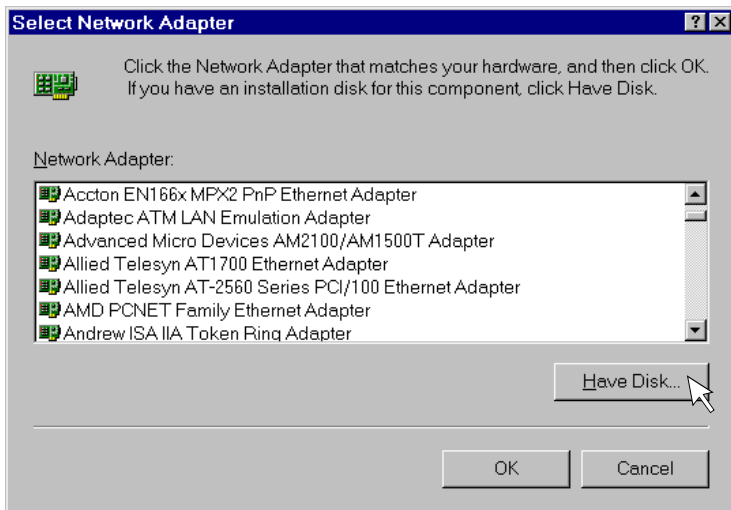 Select Network Adapter
Click the Network Adapter that matches your hardware, and then click OK.
If you have an installation disk for this component, click Have Disk.
Network Adapter:
Accton EN166x MPX2 PnP Ethernet Adapter
Adaptec ATM LAN Emulation Adapter
Advanced Micro Devices AM2100/AM1500T Adapter
Allied Telesyn AT1700 Ethernet Adapter
Allied Telesyn AT-2560 Series PCI/100 Ethernet Adapter
AMD PCNET Family Ethernet Adapter
Andrew ISA IIA Token Ring Adapter
Have Disk...
OK Cancel